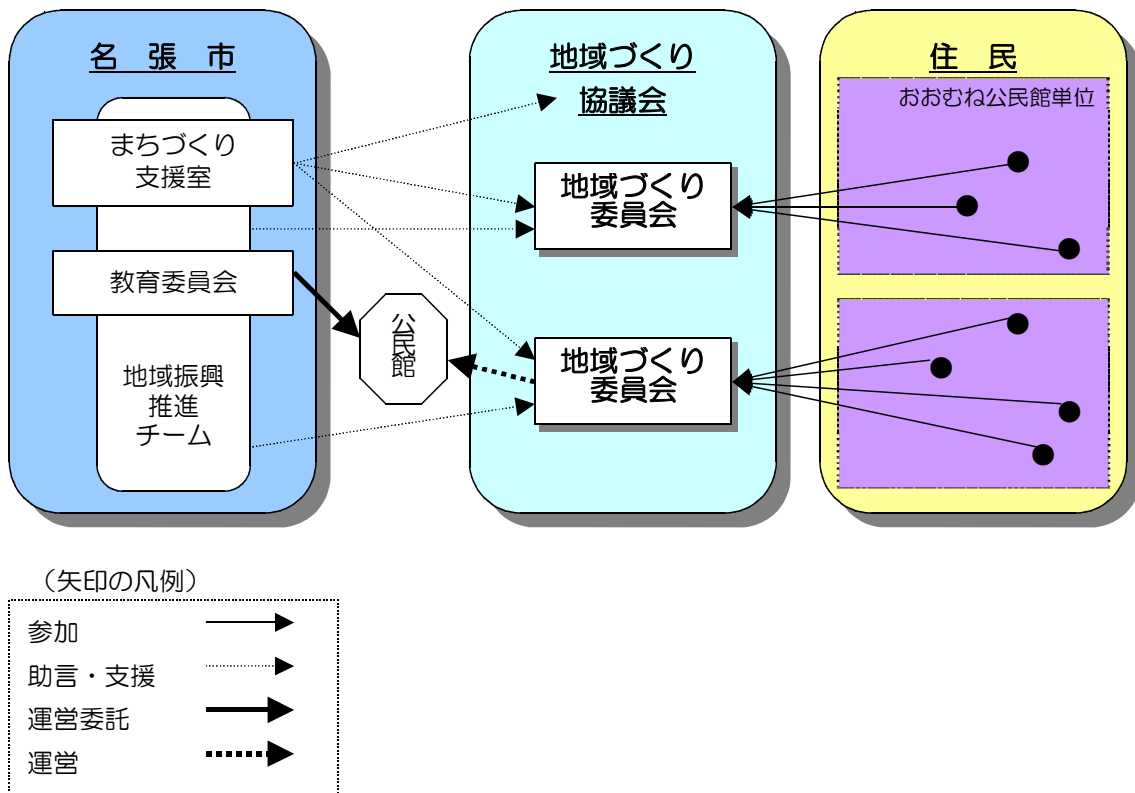 名 張 市
まちづくり
支援室
教育委員会
地域振興
推進
チーム
公
民
館
地域づくり
協議会
地域づくり
委員会
地域づくり
委員会
住 民
おおむね公民館単位
（矢印の凡例）
参加
助言・支援
運営委託
運営